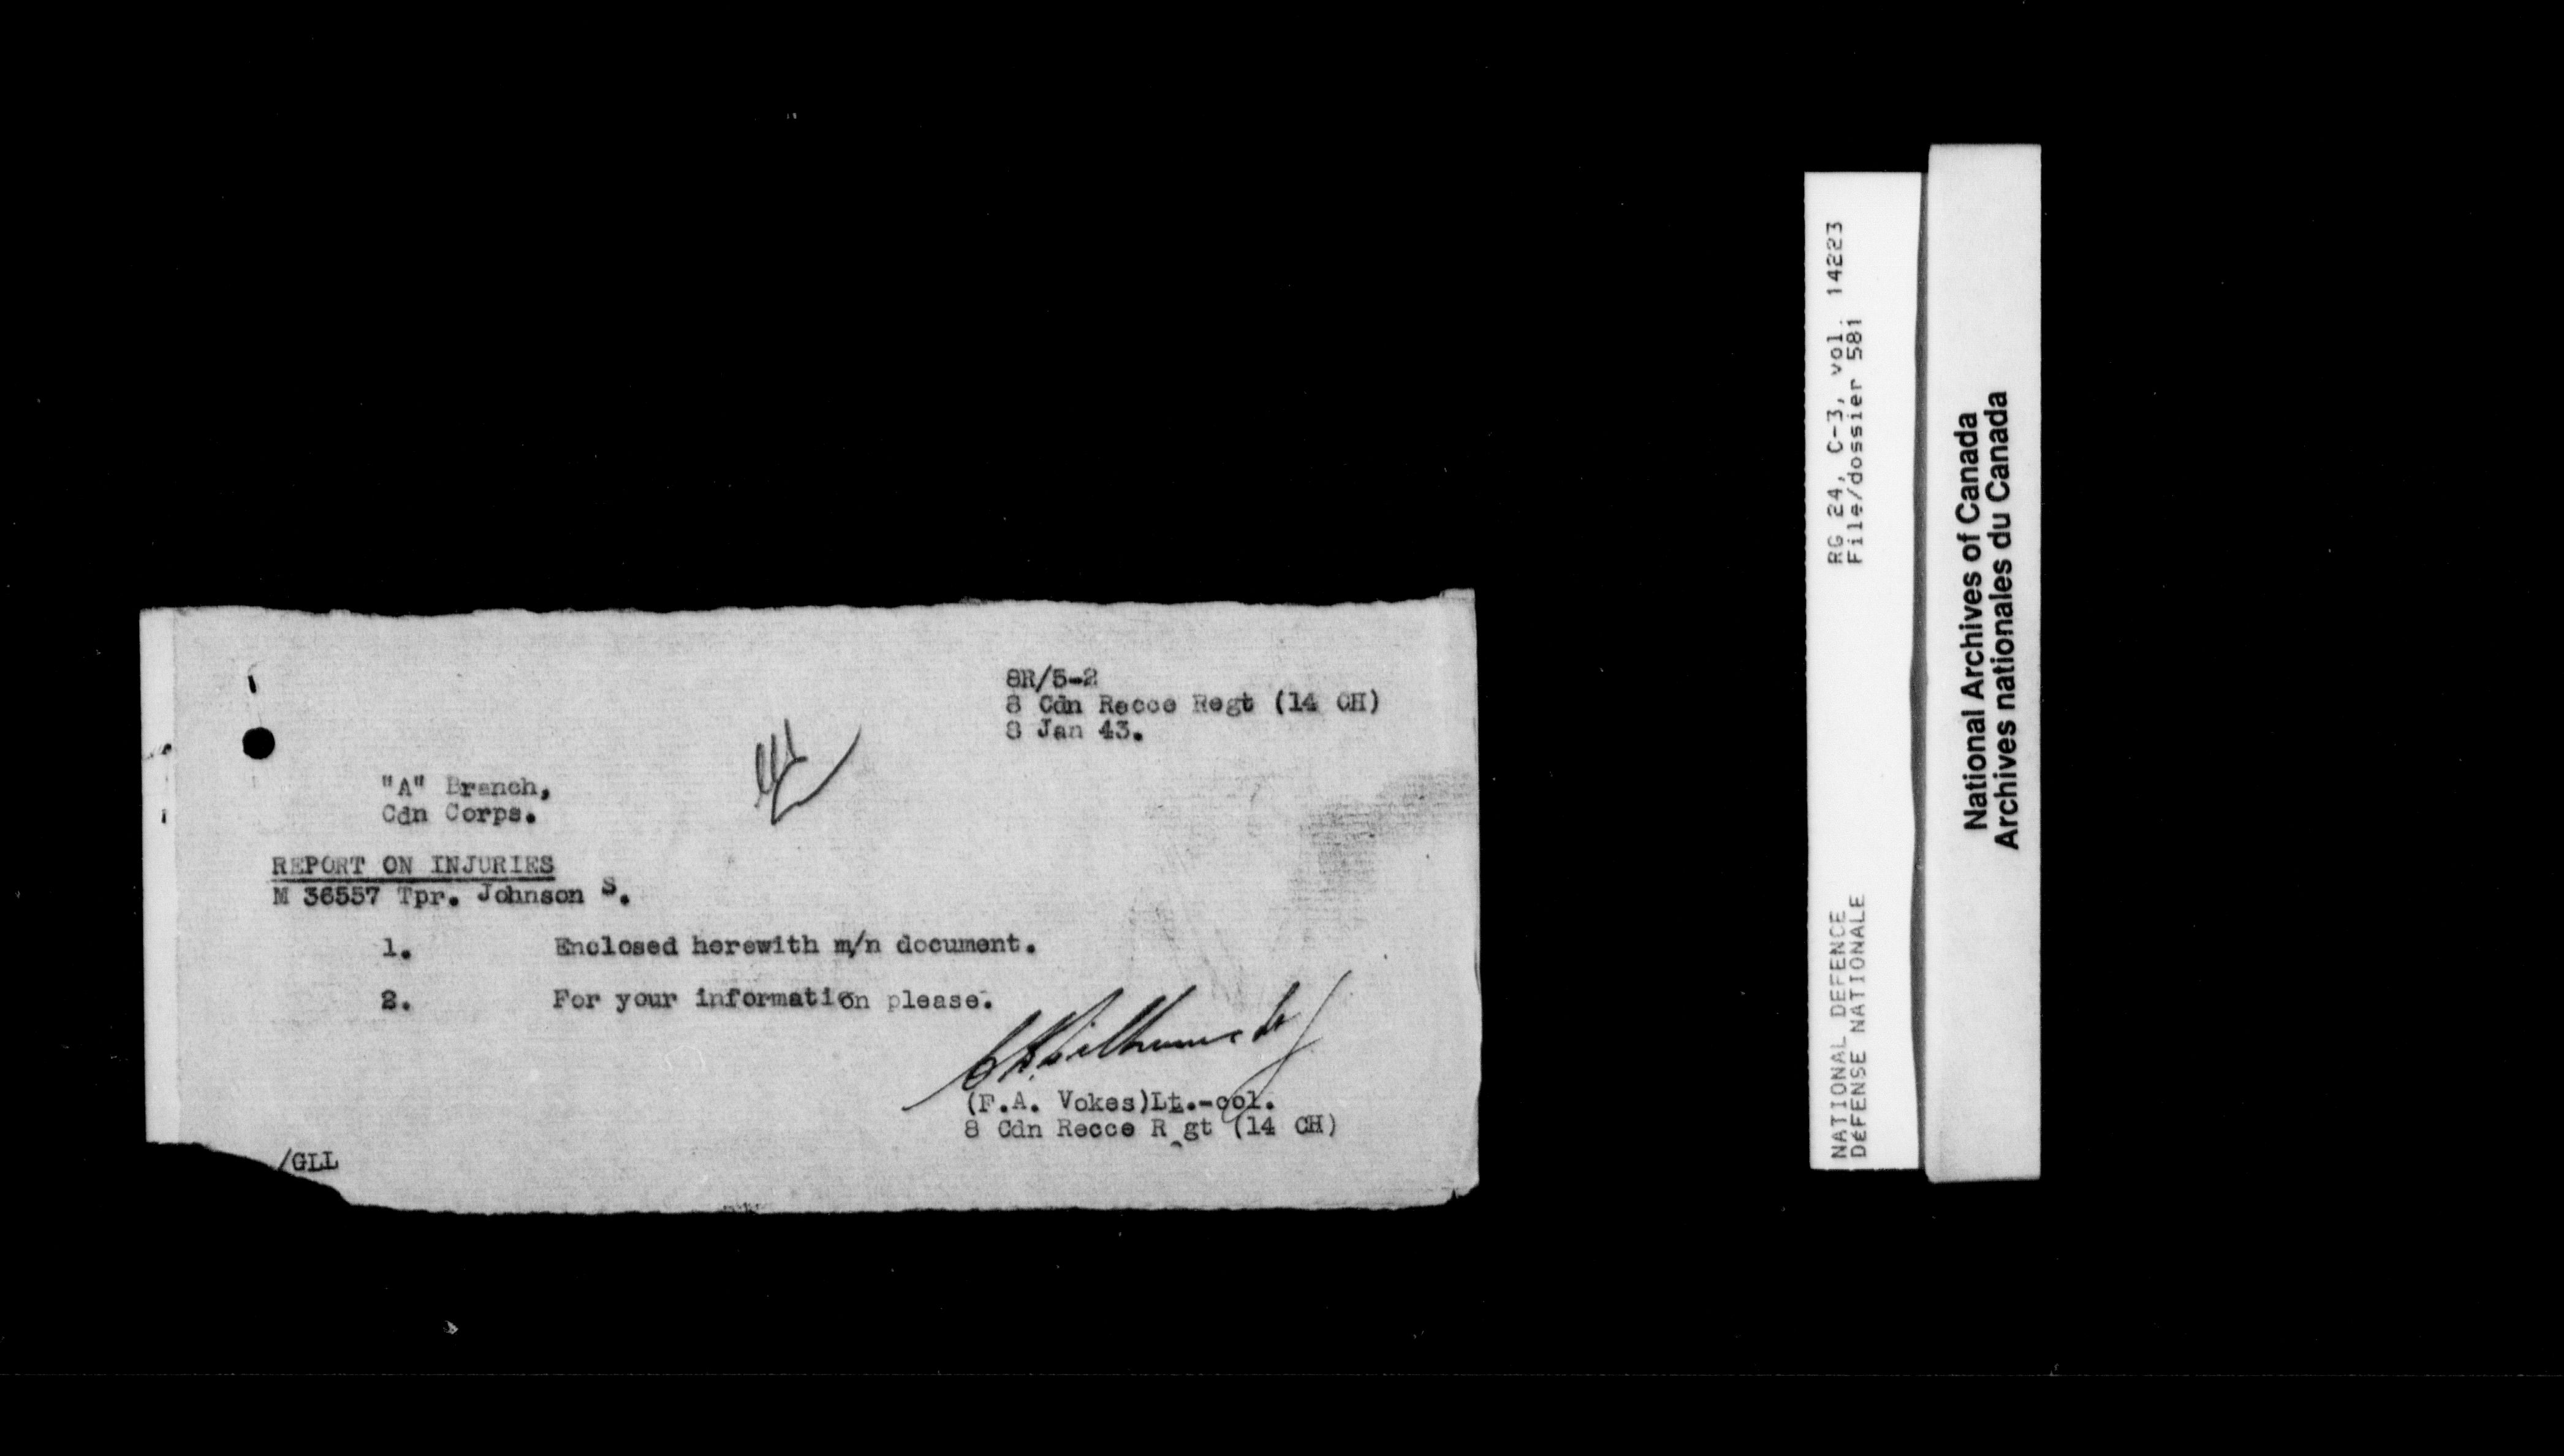 8R/5-2
8 Cdn Recce Regt (14 CH)
8 Jan 43.
"A" Branch,
Cdn Corps.
REPORT ON INJURIES
M 36557 Tpr. Johnson S.
1. Enclosed herewith m/n document.
2. For your information please.
(F.A. Vokes)Lt.-col.
8 Cdn Recce R gt (14 CH)
/GLL
RG 24, C-3, vol. 14223
File/dossier 581
NATIONAL DEFENCE
DÉFENSE NATIONALE
National Archives of Canada
Archives nationales du Canada